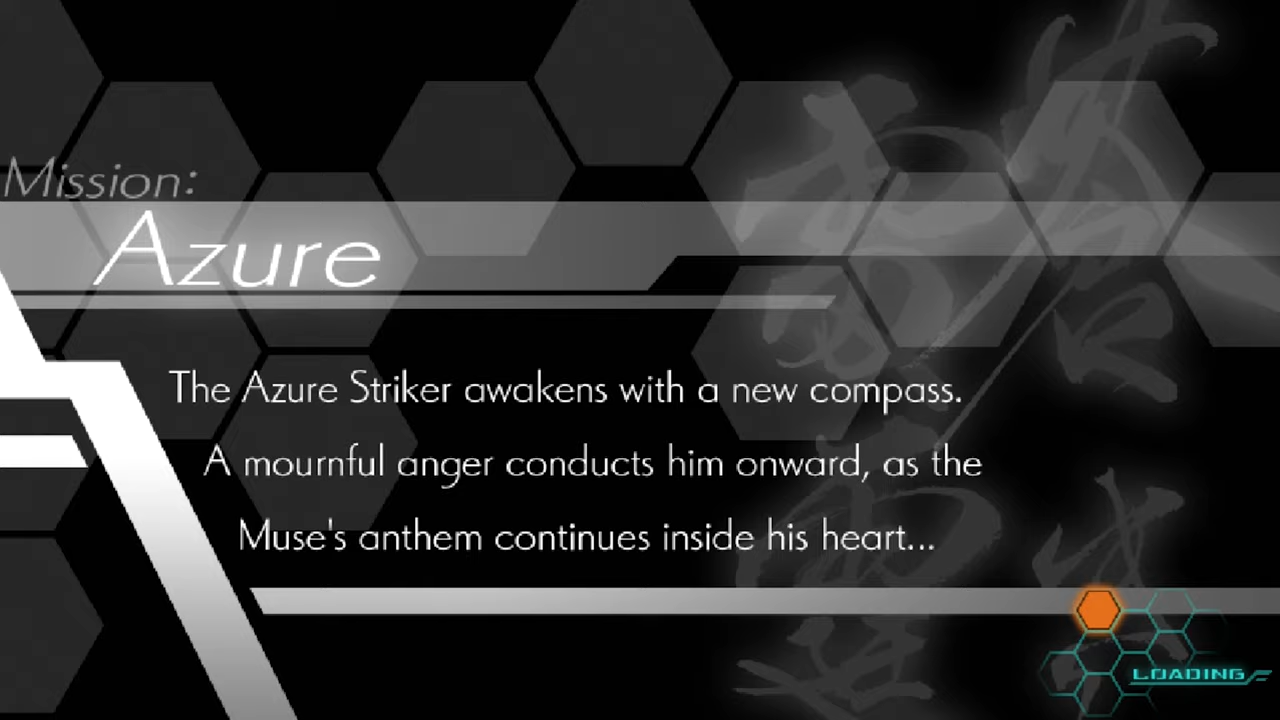 Mission:
Azure
The Azure Striker awakens with a new compass.
A mournful anger conducts him onward, as the
Muse's anthem continues inside his heart...
LOADING